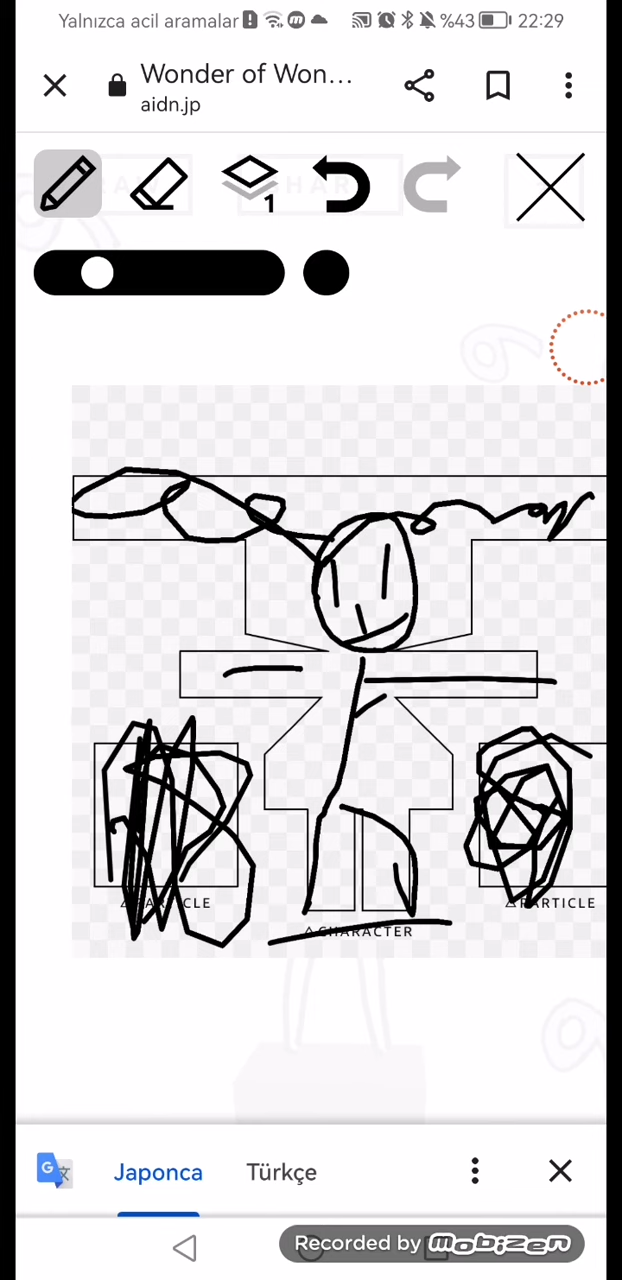 Yalnızca acil aramalar %43 22:29
Wonder of Won...
aidn.jp
1
CHARACTER
Japonca Türkçe
Recorded by mobizen